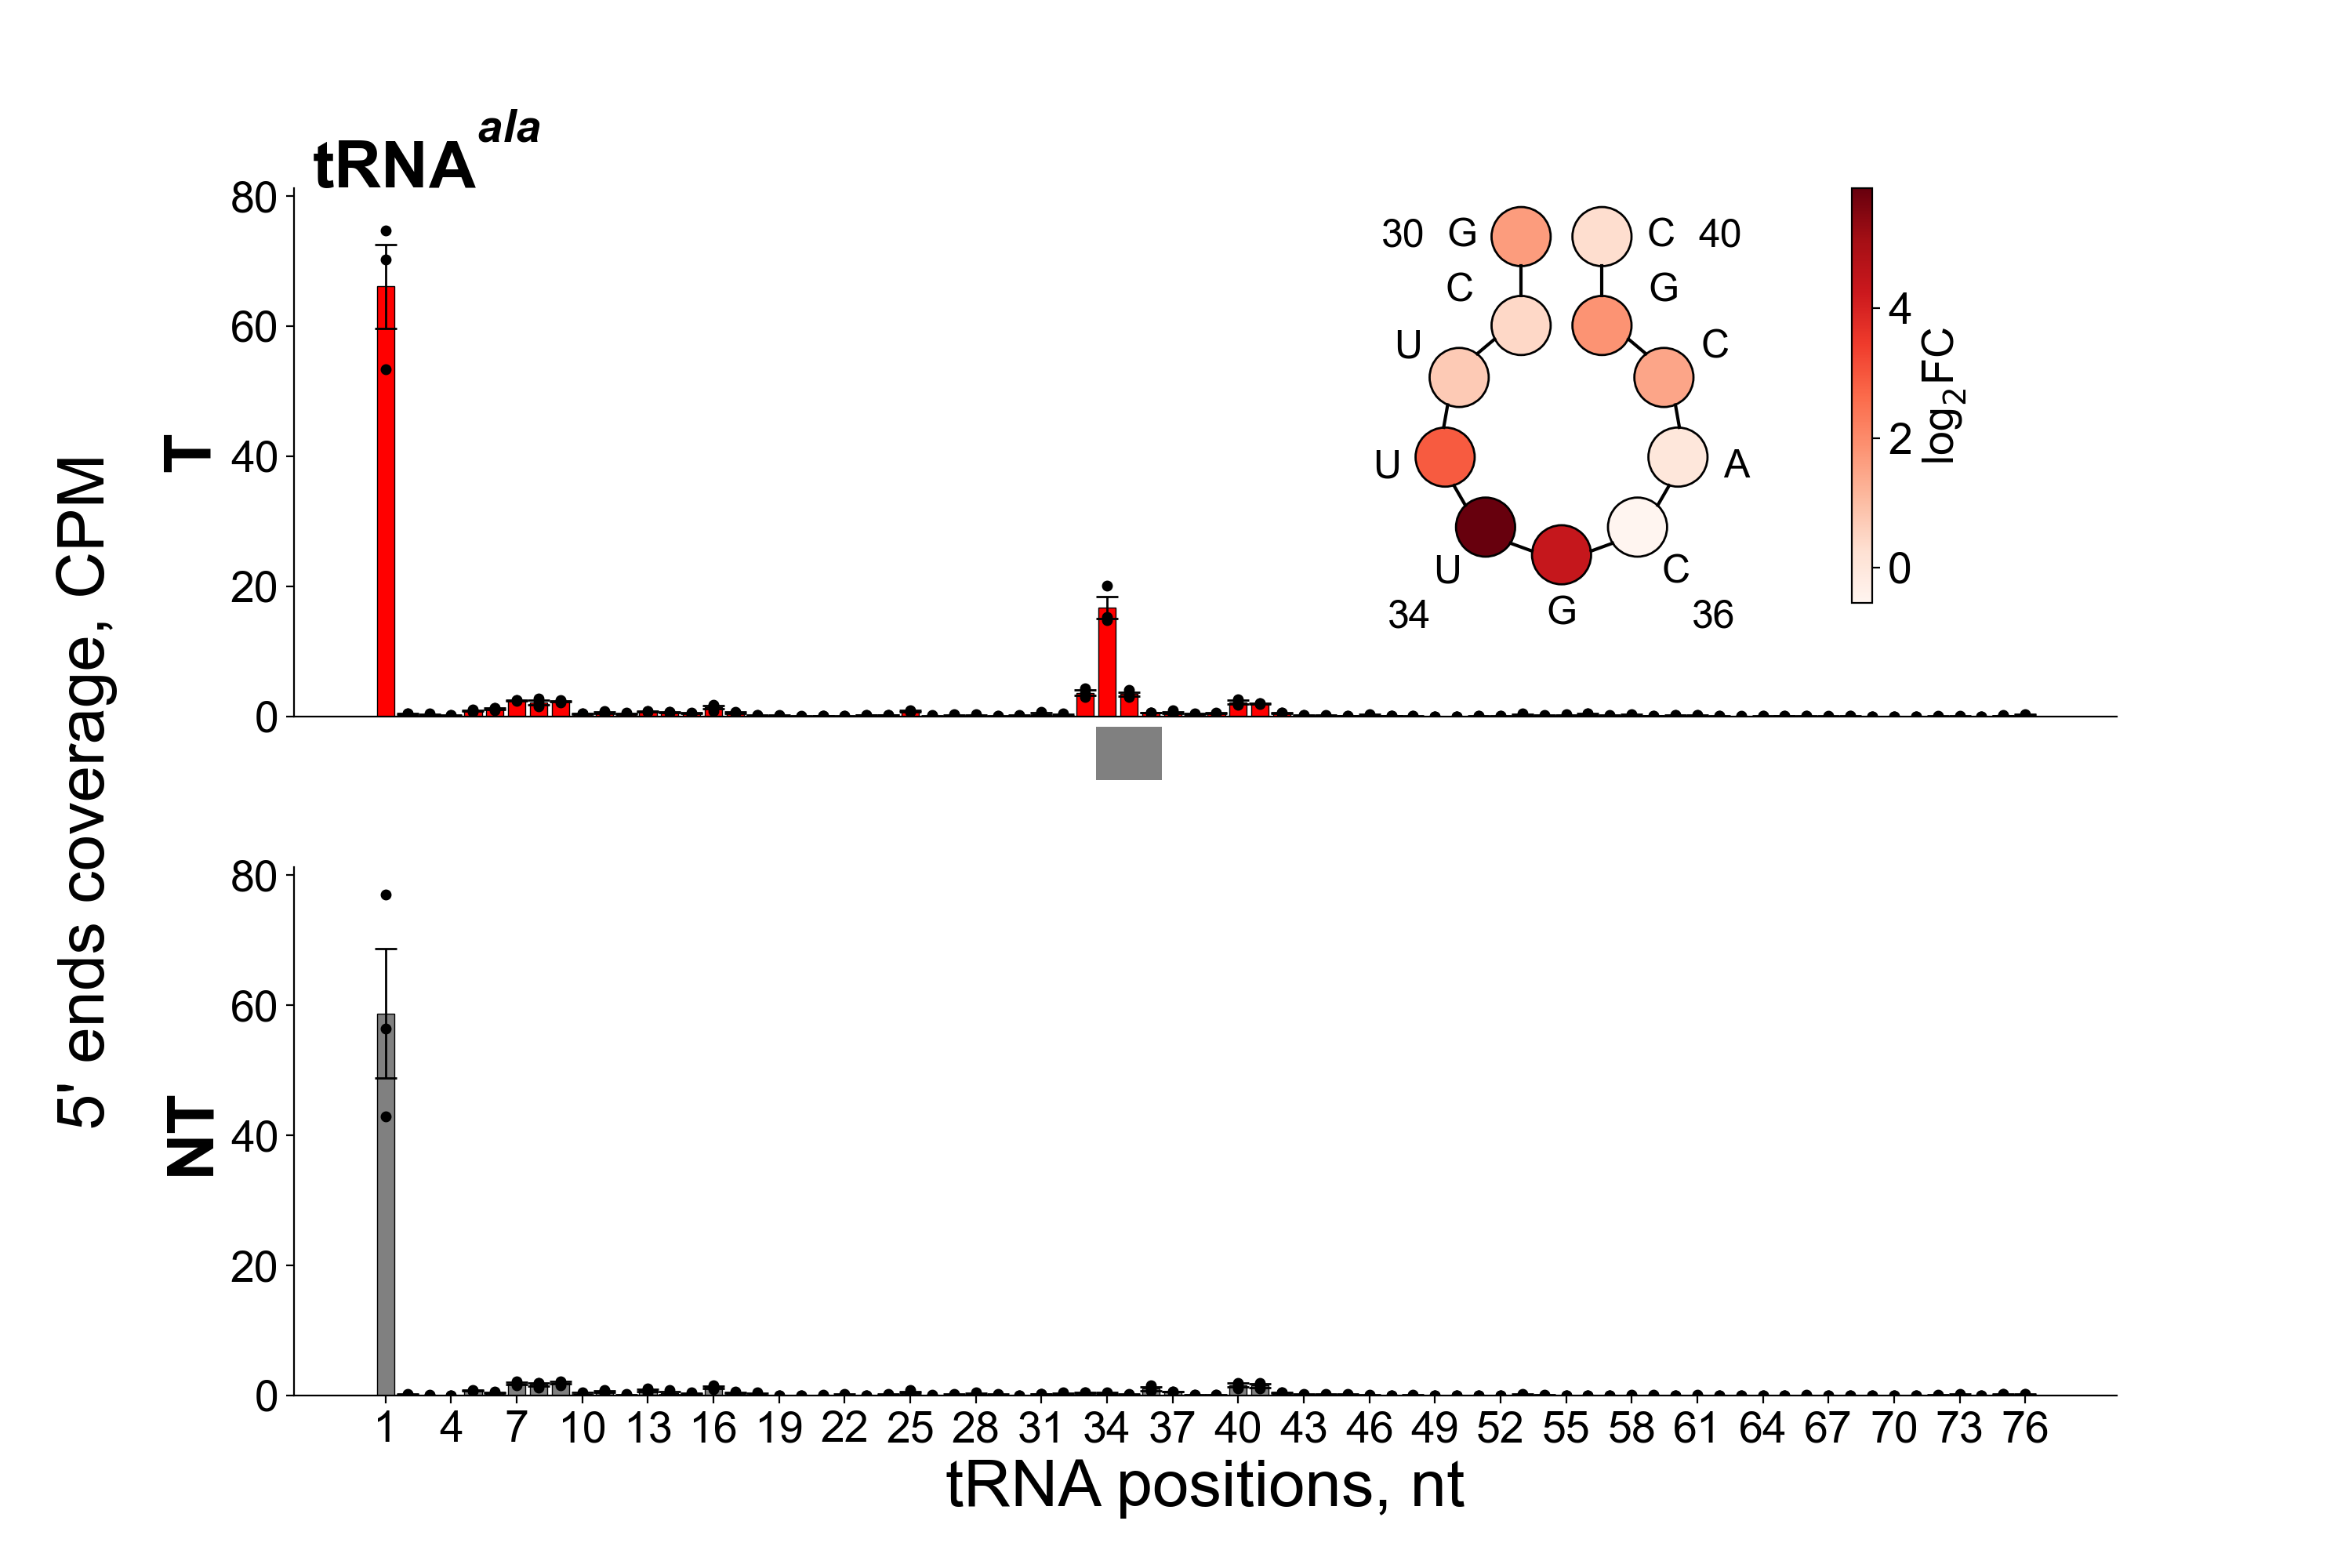 tRNA^ala
5' ends coverage, CPM
T
80
60
40
20
0
30 G C 40
C G
U C
U A
U C
34 G 36
4
2
0
log₂FC
NT
80
60
40
20
0
1 4 7 10 13 16 19 22 25 28 31 34 37 40 43 46 49 52 55 58 61 64 67 70 73 76
tRNA positions, nt